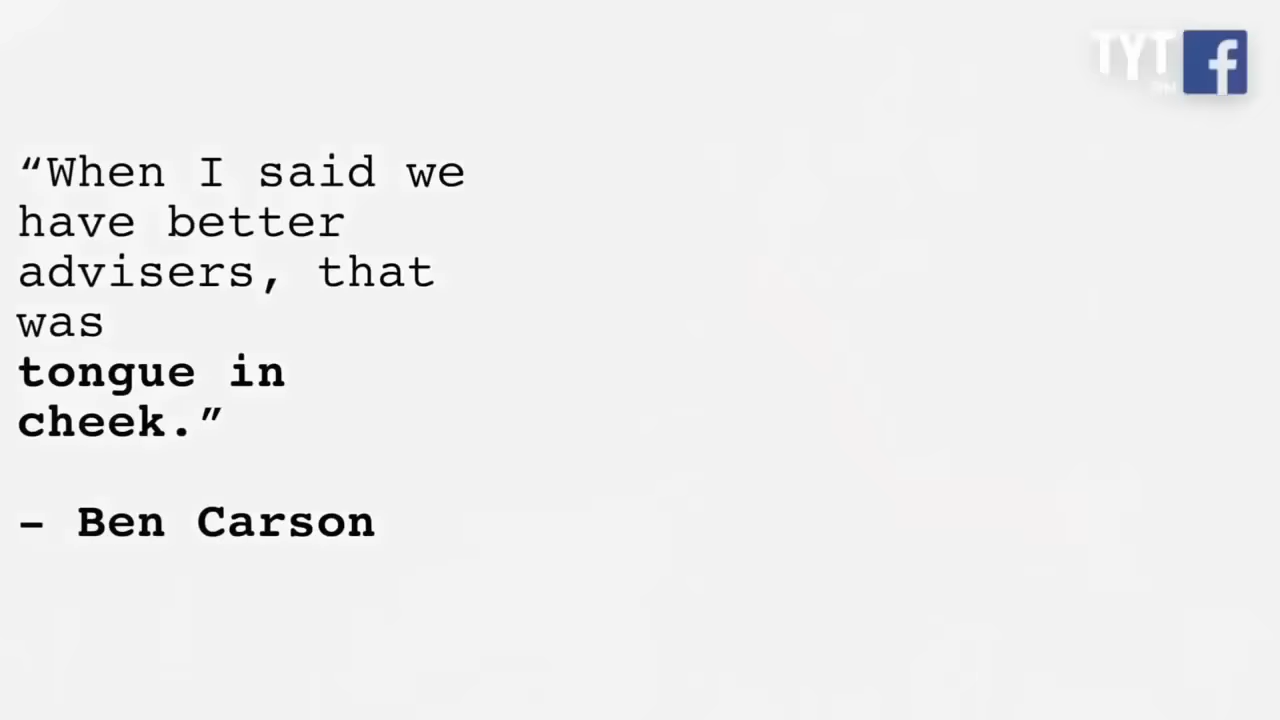 “When I said we
have better
advisers, that
was
tongue in
cheek.”
– Ben Carson
TYT